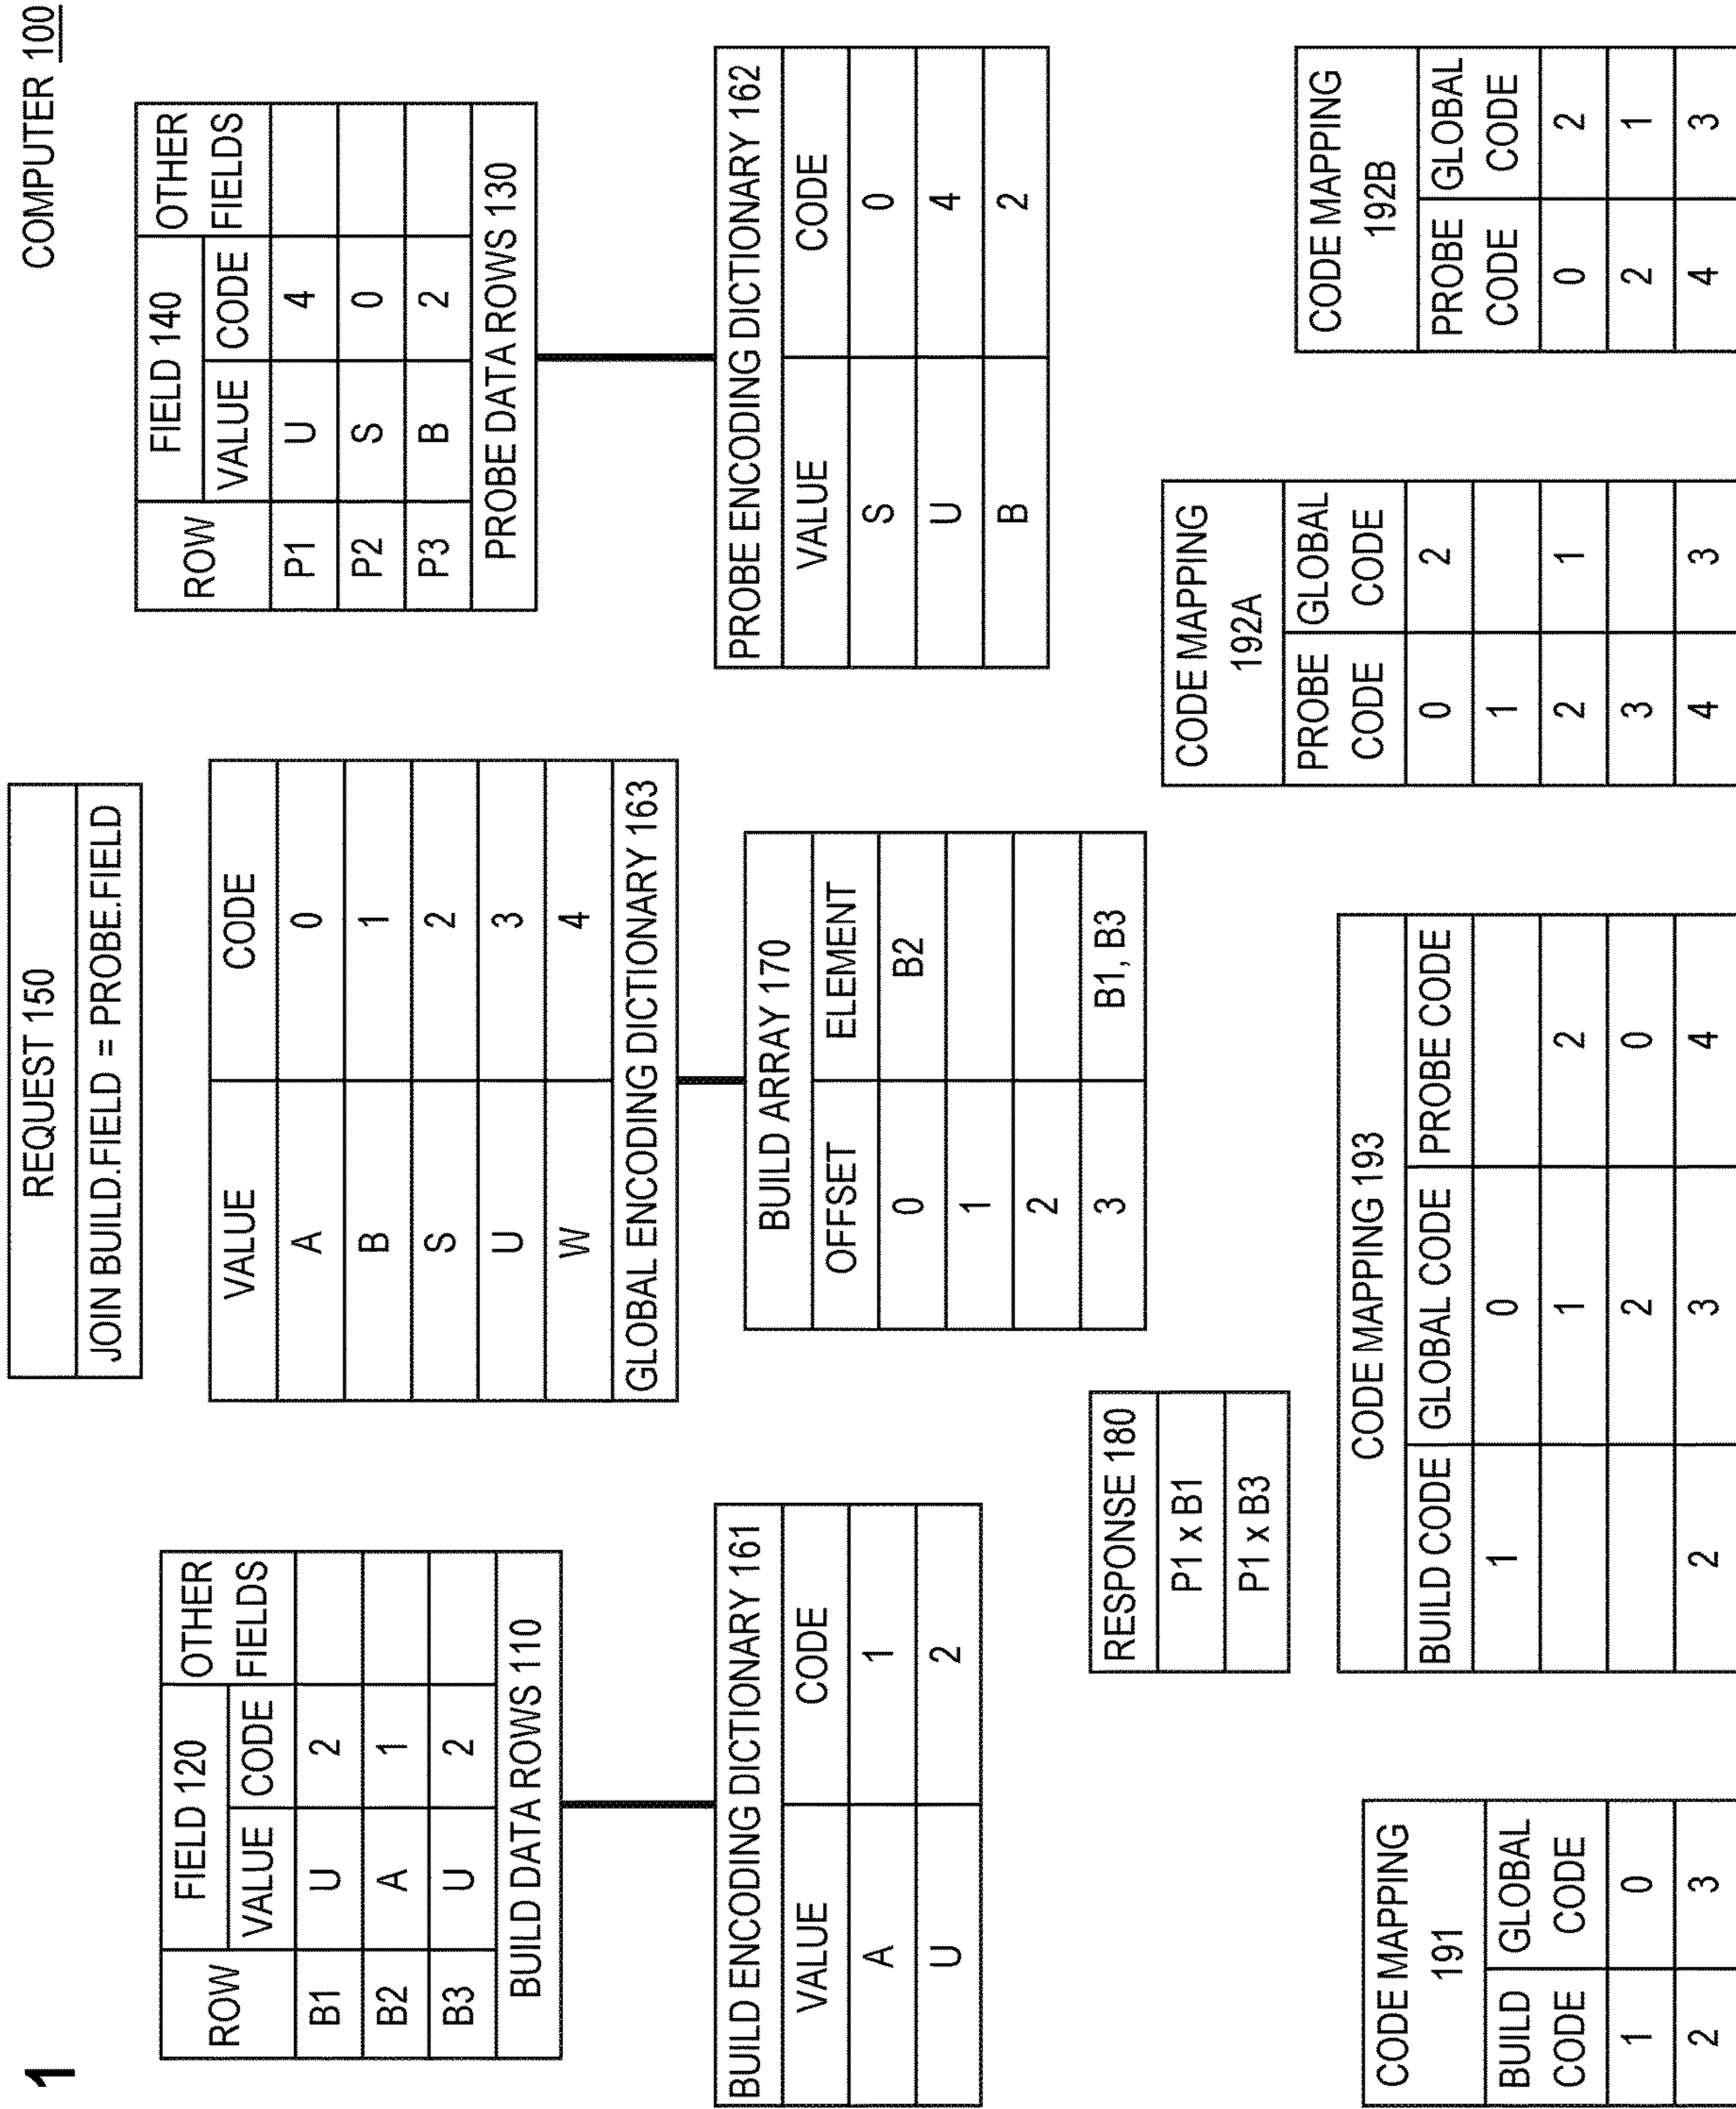 1
COMPUTER 100
REQUEST 150
JOIN BUILD.FIELD = PROBE.FIELD
ROW FIELD 120 OTHER FIELDS
VALUE CODE
B1 U 2
B2 A 1
B3 U 2
BUILD DATA ROWS 110
VALUE CODE
A 0
B 1
S 2
U 3
W 4
GLOBAL ENCODING DICTIONARY 163
ROW FIELD 140 OTHER FIELDS
VALUE CODE
P1 U 4
P2 S 0
P3 B 2
PROBE DATA ROWS 130
BUILD ENCODING DICTIONARY 161
VALUE CODE
A 1
U 2
BUILD ARRAY 170
OFFSET ELEMENT
0 B2
1
2
3 B1, B3
PROBE ENCODING DICTIONARY 162
VALUE CODE
S 0
U 4
B 2
RESPONSE 180
P1 x B1
P1 x B3
CODE MAPPING
191
BUILD GLOBAL
CODE CODE
1 0
2 3
CODE MAPPING 193
BUILD CODE GLOBAL CODE PROBE CODE
1 0
1 2
2 0
2 3 4
CODE MAPPING
192A
PROBE GLOBAL
CODE CODE
0 2
1
2 1
3
4 3
CODE MAPPING
192B
PROBE GLOBAL
CODE CODE
0 2
2 1
4 3